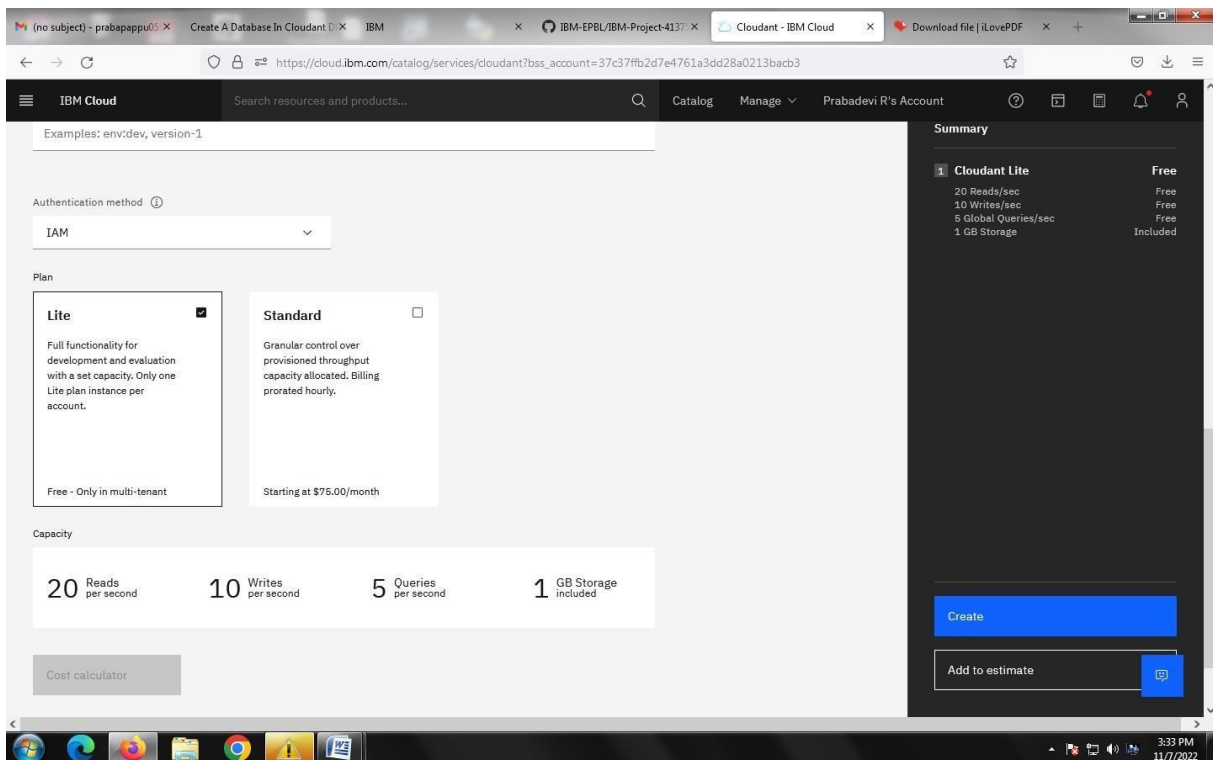 (no subject) - prabapappu05
Create A Database In Cloudant D
IBM
IBM-EPBL/IBM-Project-4137
Cloudant - IBM Cloud
Download file | iLovePDF
https://cloud.ibm.com/catalog/services/cloudant?bss_account=37c37ffb2d7e4761a3dd28a0213bacb3
IBM Cloud
Search resources and products...
Catalog
Manage
Prabadevi R's Account
Examples: env:dev, version-1
Authentication method
IAM
Plan
Lite
Full functionality for
development and evaluation
with a set capacity. Only one
Lite plan instance per
account.
Free - Only in multi-tenant
Standard
Granular control over
provisioned throughput
capacity allocated. Billing
prorated hourly.
Starting at $75.00/month
Capacity
20 Reads per second
10 Writes per second
5 Queries per second
1 GB Storage included
Cost calculator
Summary
1 Cloudant Lite Free
20 Reads/sec Free
10 Writes/sec Free
5 Global Queries/sec Free
1 GB Storage Included
Create
Add to estimate
3:33 PM
11/7/2022